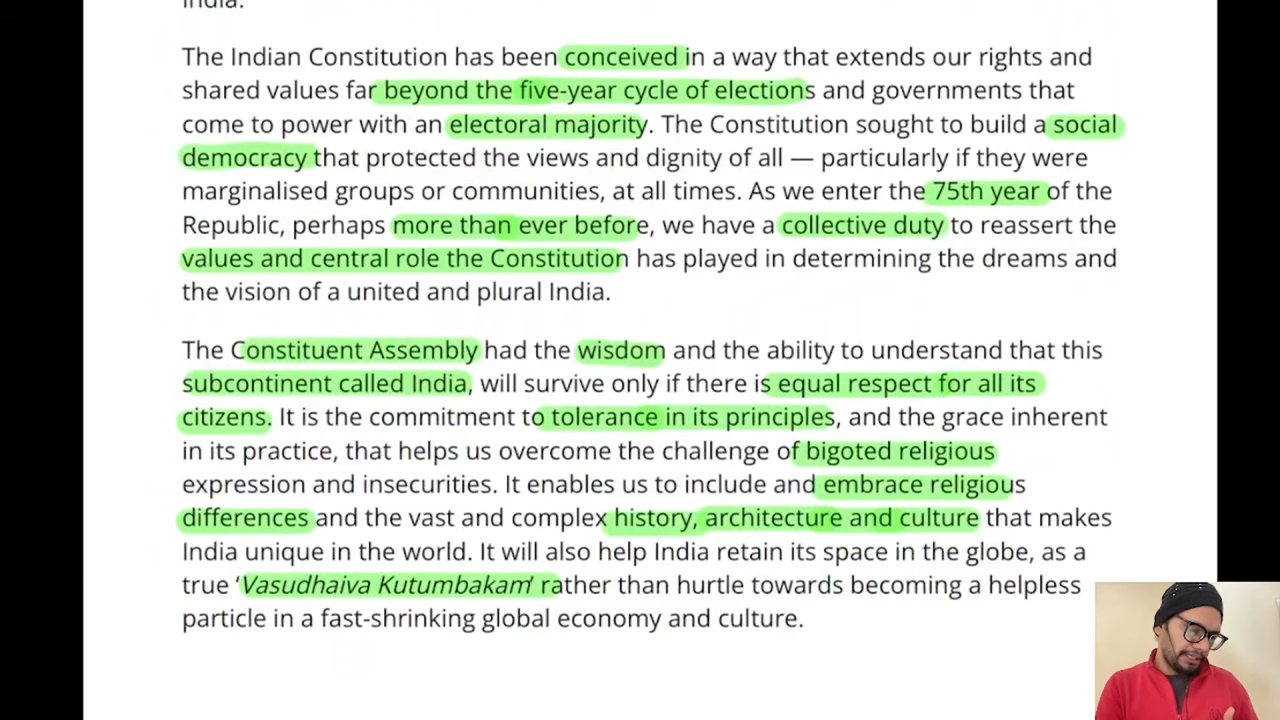 India.
The Indian Constitution has been conceived in a way that extends our rights and
shared values far beyond the five-year cycle of elections and governments that
come to power with an electoral majority. The Constitution sought to build a social
democracy that protected the views and dignity of all — particularly if they were
marginalised groups or communities, at all times. As we enter the 75th year of the
Republic, perhaps more than ever before, we have a collective duty to reassert the
values and central role the Constitution has played in determining the dreams and
the vision of a united and plural India.
The Constituent Assembly had the wisdom and the ability to understand that this
subcontinent called India, will survive only if there is equal respect for all its
citizens. It is the commitment to tolerance in its principles, and the grace inherent
in its practice, that helps us overcome the challenge of bigoted religious
expression and insecurities. It enables us to include and embrace religious
differences and the vast and complex history, architecture and culture that makes
India unique in the world. It will also help India retain its space in the globe, as a
true ‘Vasudhaiva Kutumbakam’ rather than hurtle towards becoming a helpless
particle in a fast-shrinking global economy and culture.